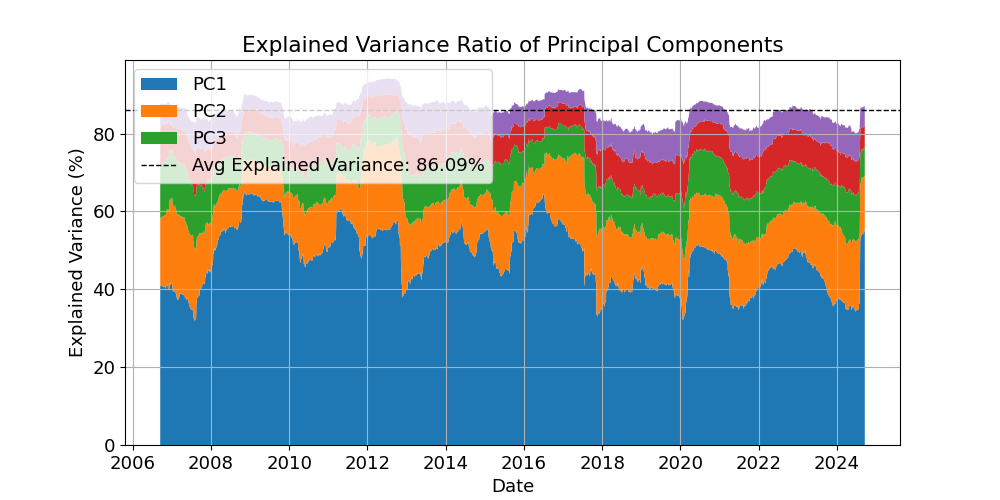 Explained Variance Ratio of Principal Components
PC1
PC2
PC3
Avg Explained Variance: 86.09%
Explained Variance (%)
80
60
40
20
0
2006 2008 2010 2012 2014 2016 2018 2020 2022 2024
Date